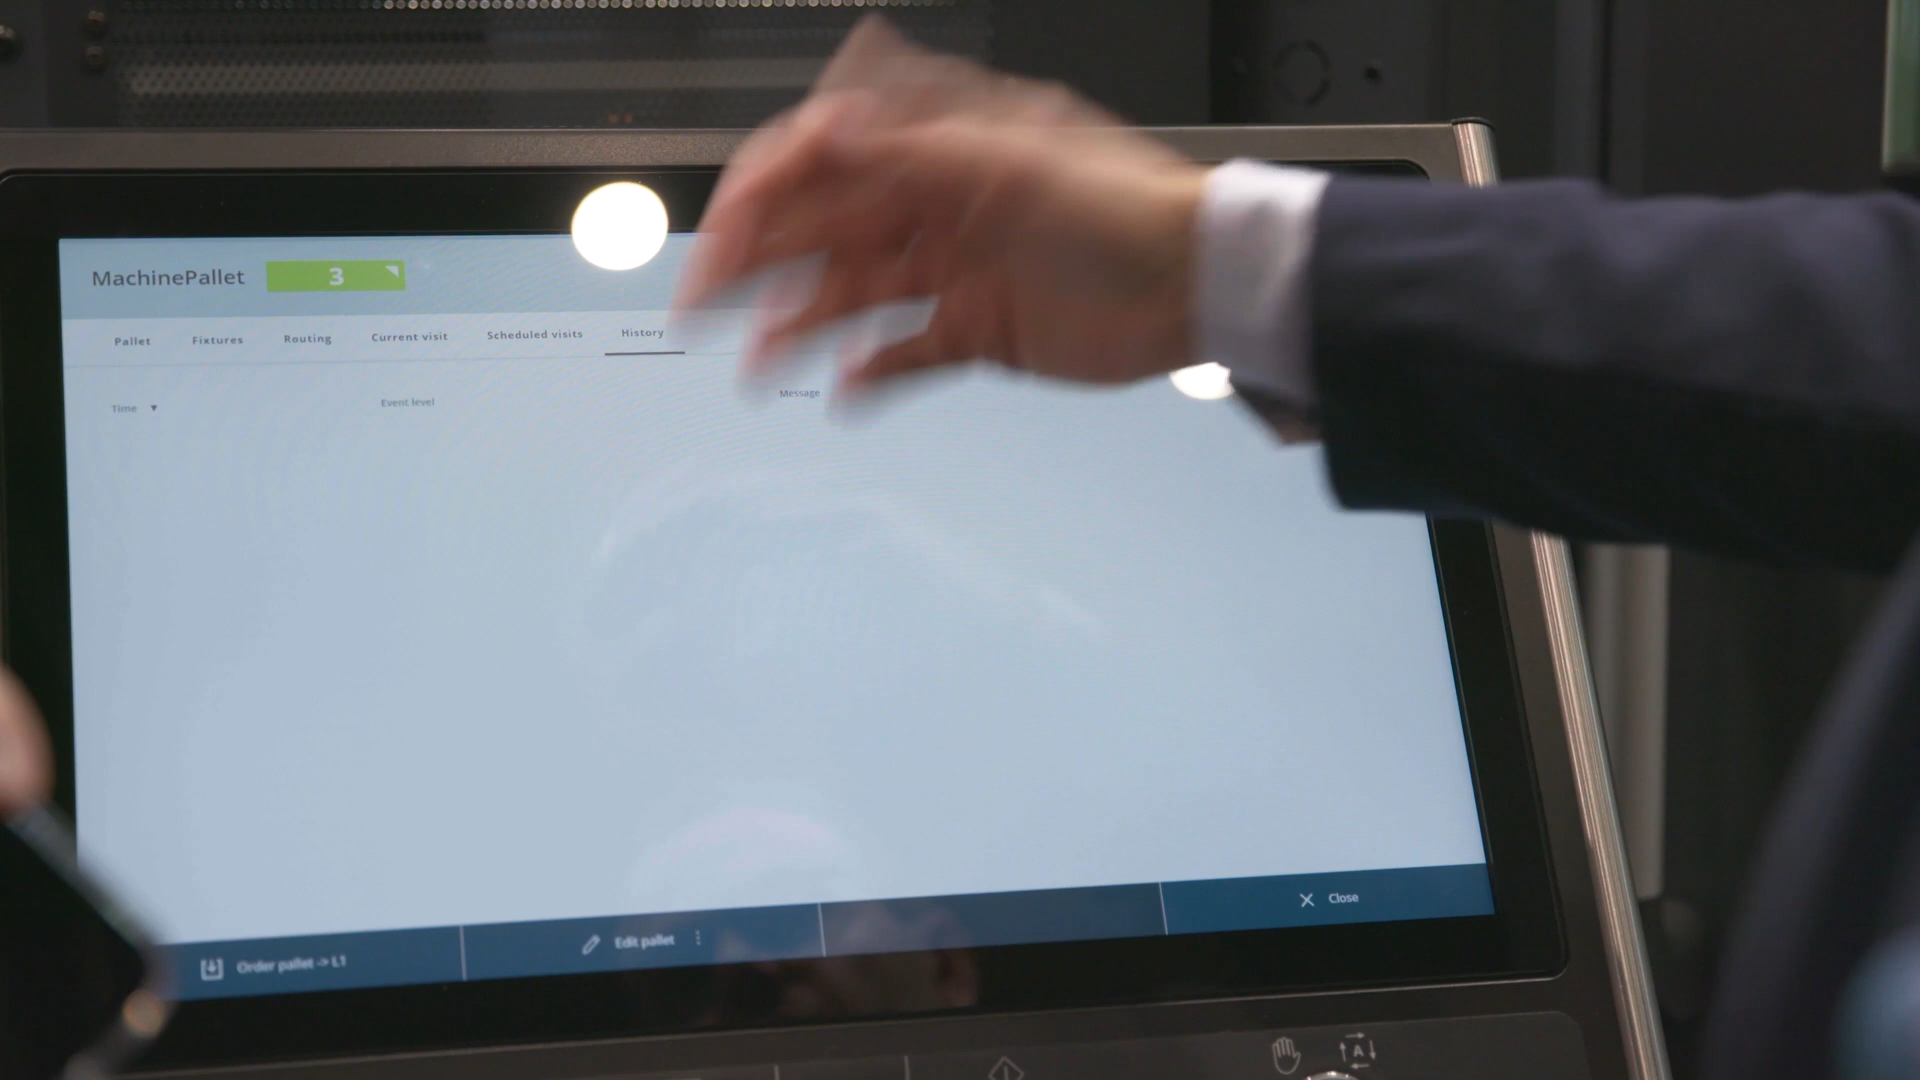 MachinePallet 3
Pallet Fixtures Routing Current visit Scheduled visits History
Time ▼ Event level Message
Order pallet -> L1 Edit pallet Close
A